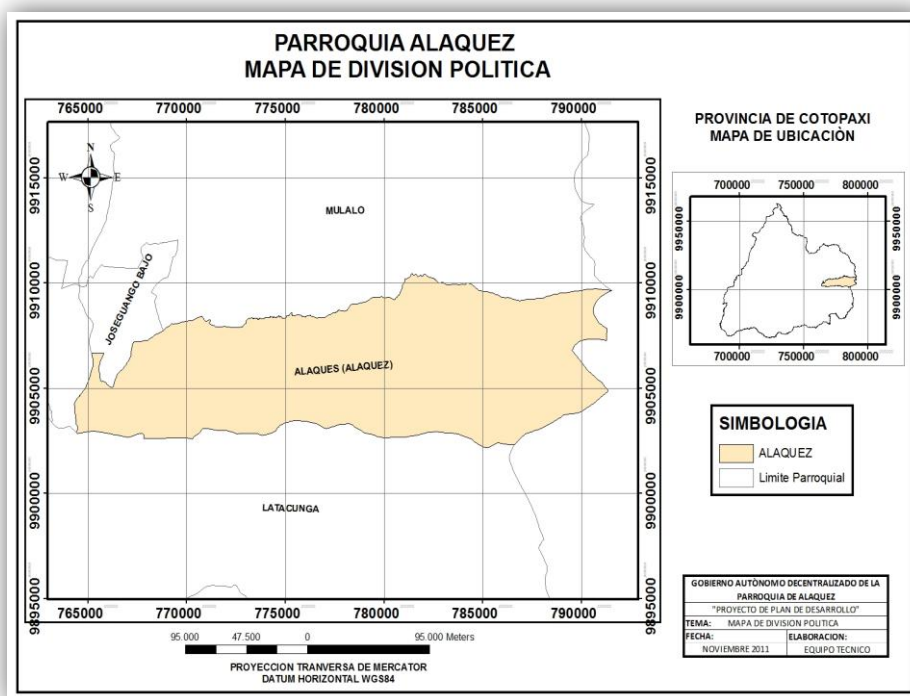 PARROQUIA ALAQUEZ
MAPA DE DIVISION POLITICA
765000 770000 775000 780000 785000 790000
9915000
9910000
9905000
9900000
9895000
N
W E
S
MULALO
JOSEGUANGO BAJO
ALAQUES (ALAQUEZ)
LATACUNGA
9915000
9910000
9905000
9900000
9895000
765000 770000 775000 780000 785000 790000
95.000 47.500 0 95.000 Meters
PROYECCION TRANVERSA DE MERCATOR
DATUM HORIZONTAL WGS84
PROVINCIA DE COTOPAXI
MAPA DE UBICACIÒN
700000 750000 800000
9950000
9900000
9950000
9900000
700000 750000 800000
SIMBOLOGIA
ALAQUEZ
Limite Parroquial
GOBIERNO AUTÒNOMO DECENTRALIZADO DE LA
PARROQUIA DE ALAQUEZ
"PROYECTO DE PLAN DE DESARROLLO"
TEMA: MAPA DE DIVISION POLITICA
FECHA: ELABORACION:
NOVIEMBRE 2011 EQUIPO TECNICO